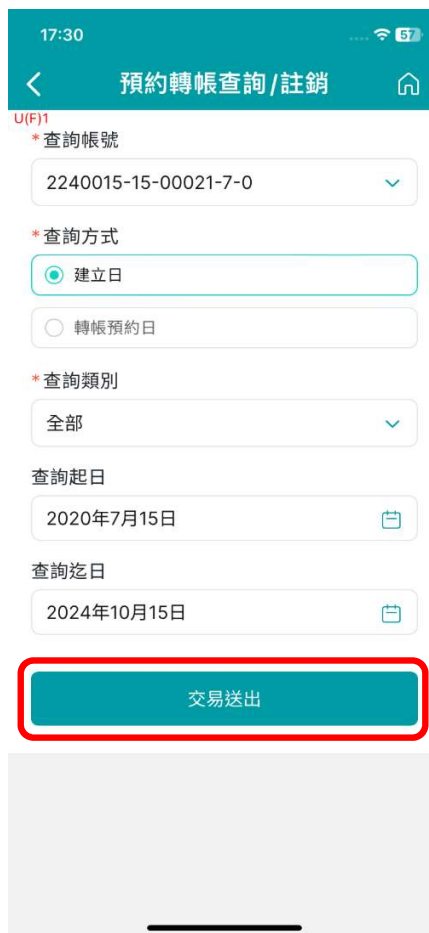 17:30
57
預約轉帳查詢/註銷
U(F)1
*查詢帳號
2240015-15-00021-7-0
*查詢方式
建立日
轉帳預約日
*查詢類別
全部
查詢起日
2020年7月15日
查詢迄日
2024年10月15日
交易送出